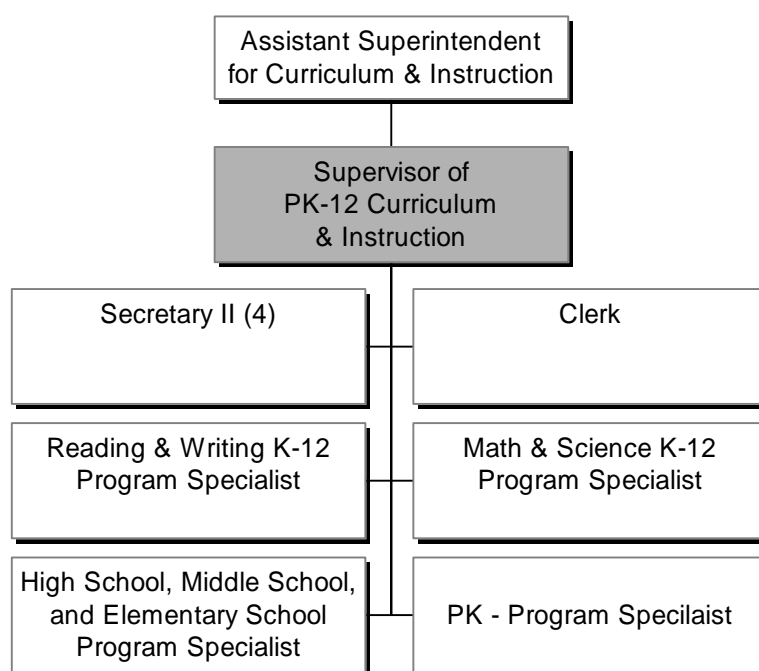 Assistant Superintendent
for Curriculum & Instruction
Supervisor of
PK-12 Curriculum
& Instruction
Secretary II (4)
Clerk
Reading & Writing K-12
Program Specialist
Math & Science K-12
Program Specialist
High School, Middle School,
and Elementary School
Program Specialist
PK - Program Specilaist